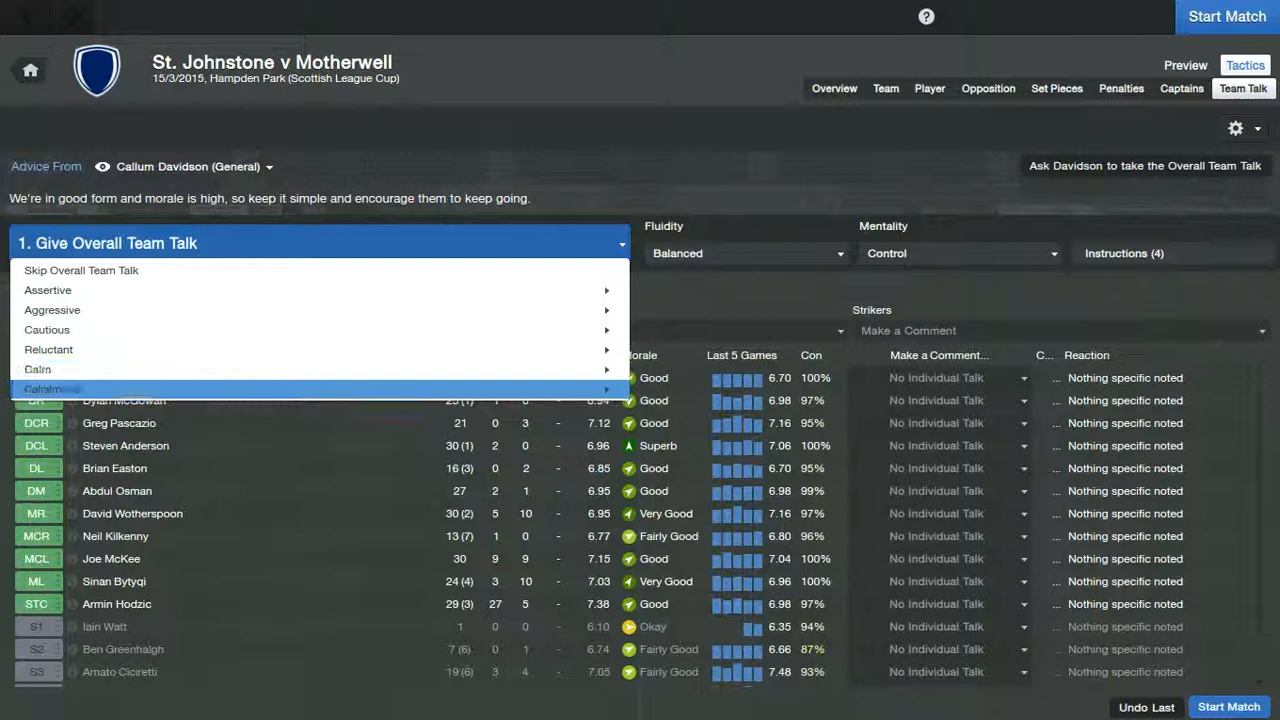 Start Match
St. Johnstone v Motherwell
15/3/2015, Hampden Park (Scottish League Cup)
Preview Tactics
Overview Team Player Opposition Set Pieces Penalties Captains Team Talk
Advice From Callum Davidson (General) Ask Davidson to take the Overall Team Talk
We're in good form and morale is high, so keep it simple and encourage them to keep going.
1. Give Overall Team Talk
Fluidity Mentality
Balanced Control Instructions (4)
Skip Overall Team Talk
Assertive
Aggressive
Cautious
Reluctant
Calm
Strikers
Make a Comment
Last 5 Games Con Make a Comment... C... Reaction
Good 6.70 100% No Individual Talk Nothing specific noted
Dylan McGowan 6.94 Good 6.98 97% No Individual Talk ... Nothing specific noted
DCR Greg Pascazio 21 0 3 - 7.12 Good 7.16 95% No Individual Talk ... Nothing specific noted
DCL Steven Anderson 30 (1) 2 0 - 6.96 Superb 7.06 100% No Individual Talk ... Nothing specific noted
DL Brian Easton 16 (3) 0 2 - 6.85 Good 6.70 95% No Individual Talk ... Nothing specific noted
DM Abdul Osman 27 2 1 - 6.95 Good 6.98 99% No Individual Talk ... Nothing specific noted
MR David Wotherspoon 30 (2) 5 10 - 6.95 Very Good 7.16 97% No Individual Talk ... Nothing specific noted
MCR Neil Kilkenny 13 (7) 1 0 - 6.77 Fairly Good 6.80 96% No Individual Talk ... Nothing specific noted
MCL Joe McKee 30 9 9 - 7.15 Good 7.04 100% No Individual Talk ... Nothing specific noted
ML Sinan Bytyqi 24 (4) 3 10 - 7.03 Very Good 6.96 100% No Individual Talk ... Nothing specific noted
STC Armin Hodzic 29 (3) 27 5 - 7.38 Good 6.98 97% No Individual Talk ... Nothing specific noted
S1 Iain Watt 1 0 0 - 6.10 Okay 6.35 94% No Individual Talk ... Nothing specific noted
S2 Ben Greenhalgh 7 (6) 0 1 - 6.74 Fairly Good 6.66 87% No Individual Talk ... Nothing specific noted
S3 Amato Ciciretti 19 (6) 3 4 - 7.05 Fairly Good 7.48 93% No Individual Talk ... Nothing specific noted
Undo Last Start Match